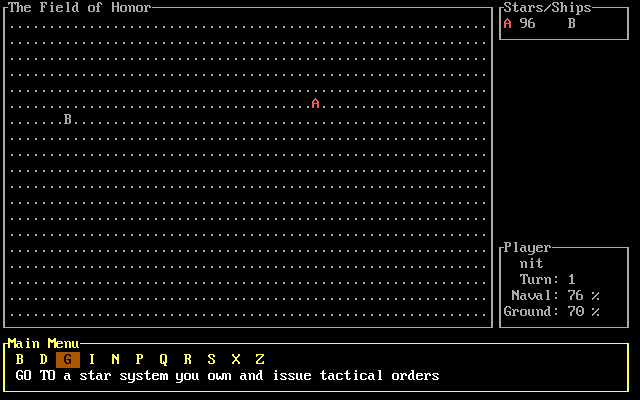 The Field of Honor
Stars/Ships
A 96 B
A
B
Player
nit
Turn: 1
Naval: 76 %
Ground: 70 %
Main Menu
B D G I N P Q R S X Z
GO TO a star system you own and issue tactical orders